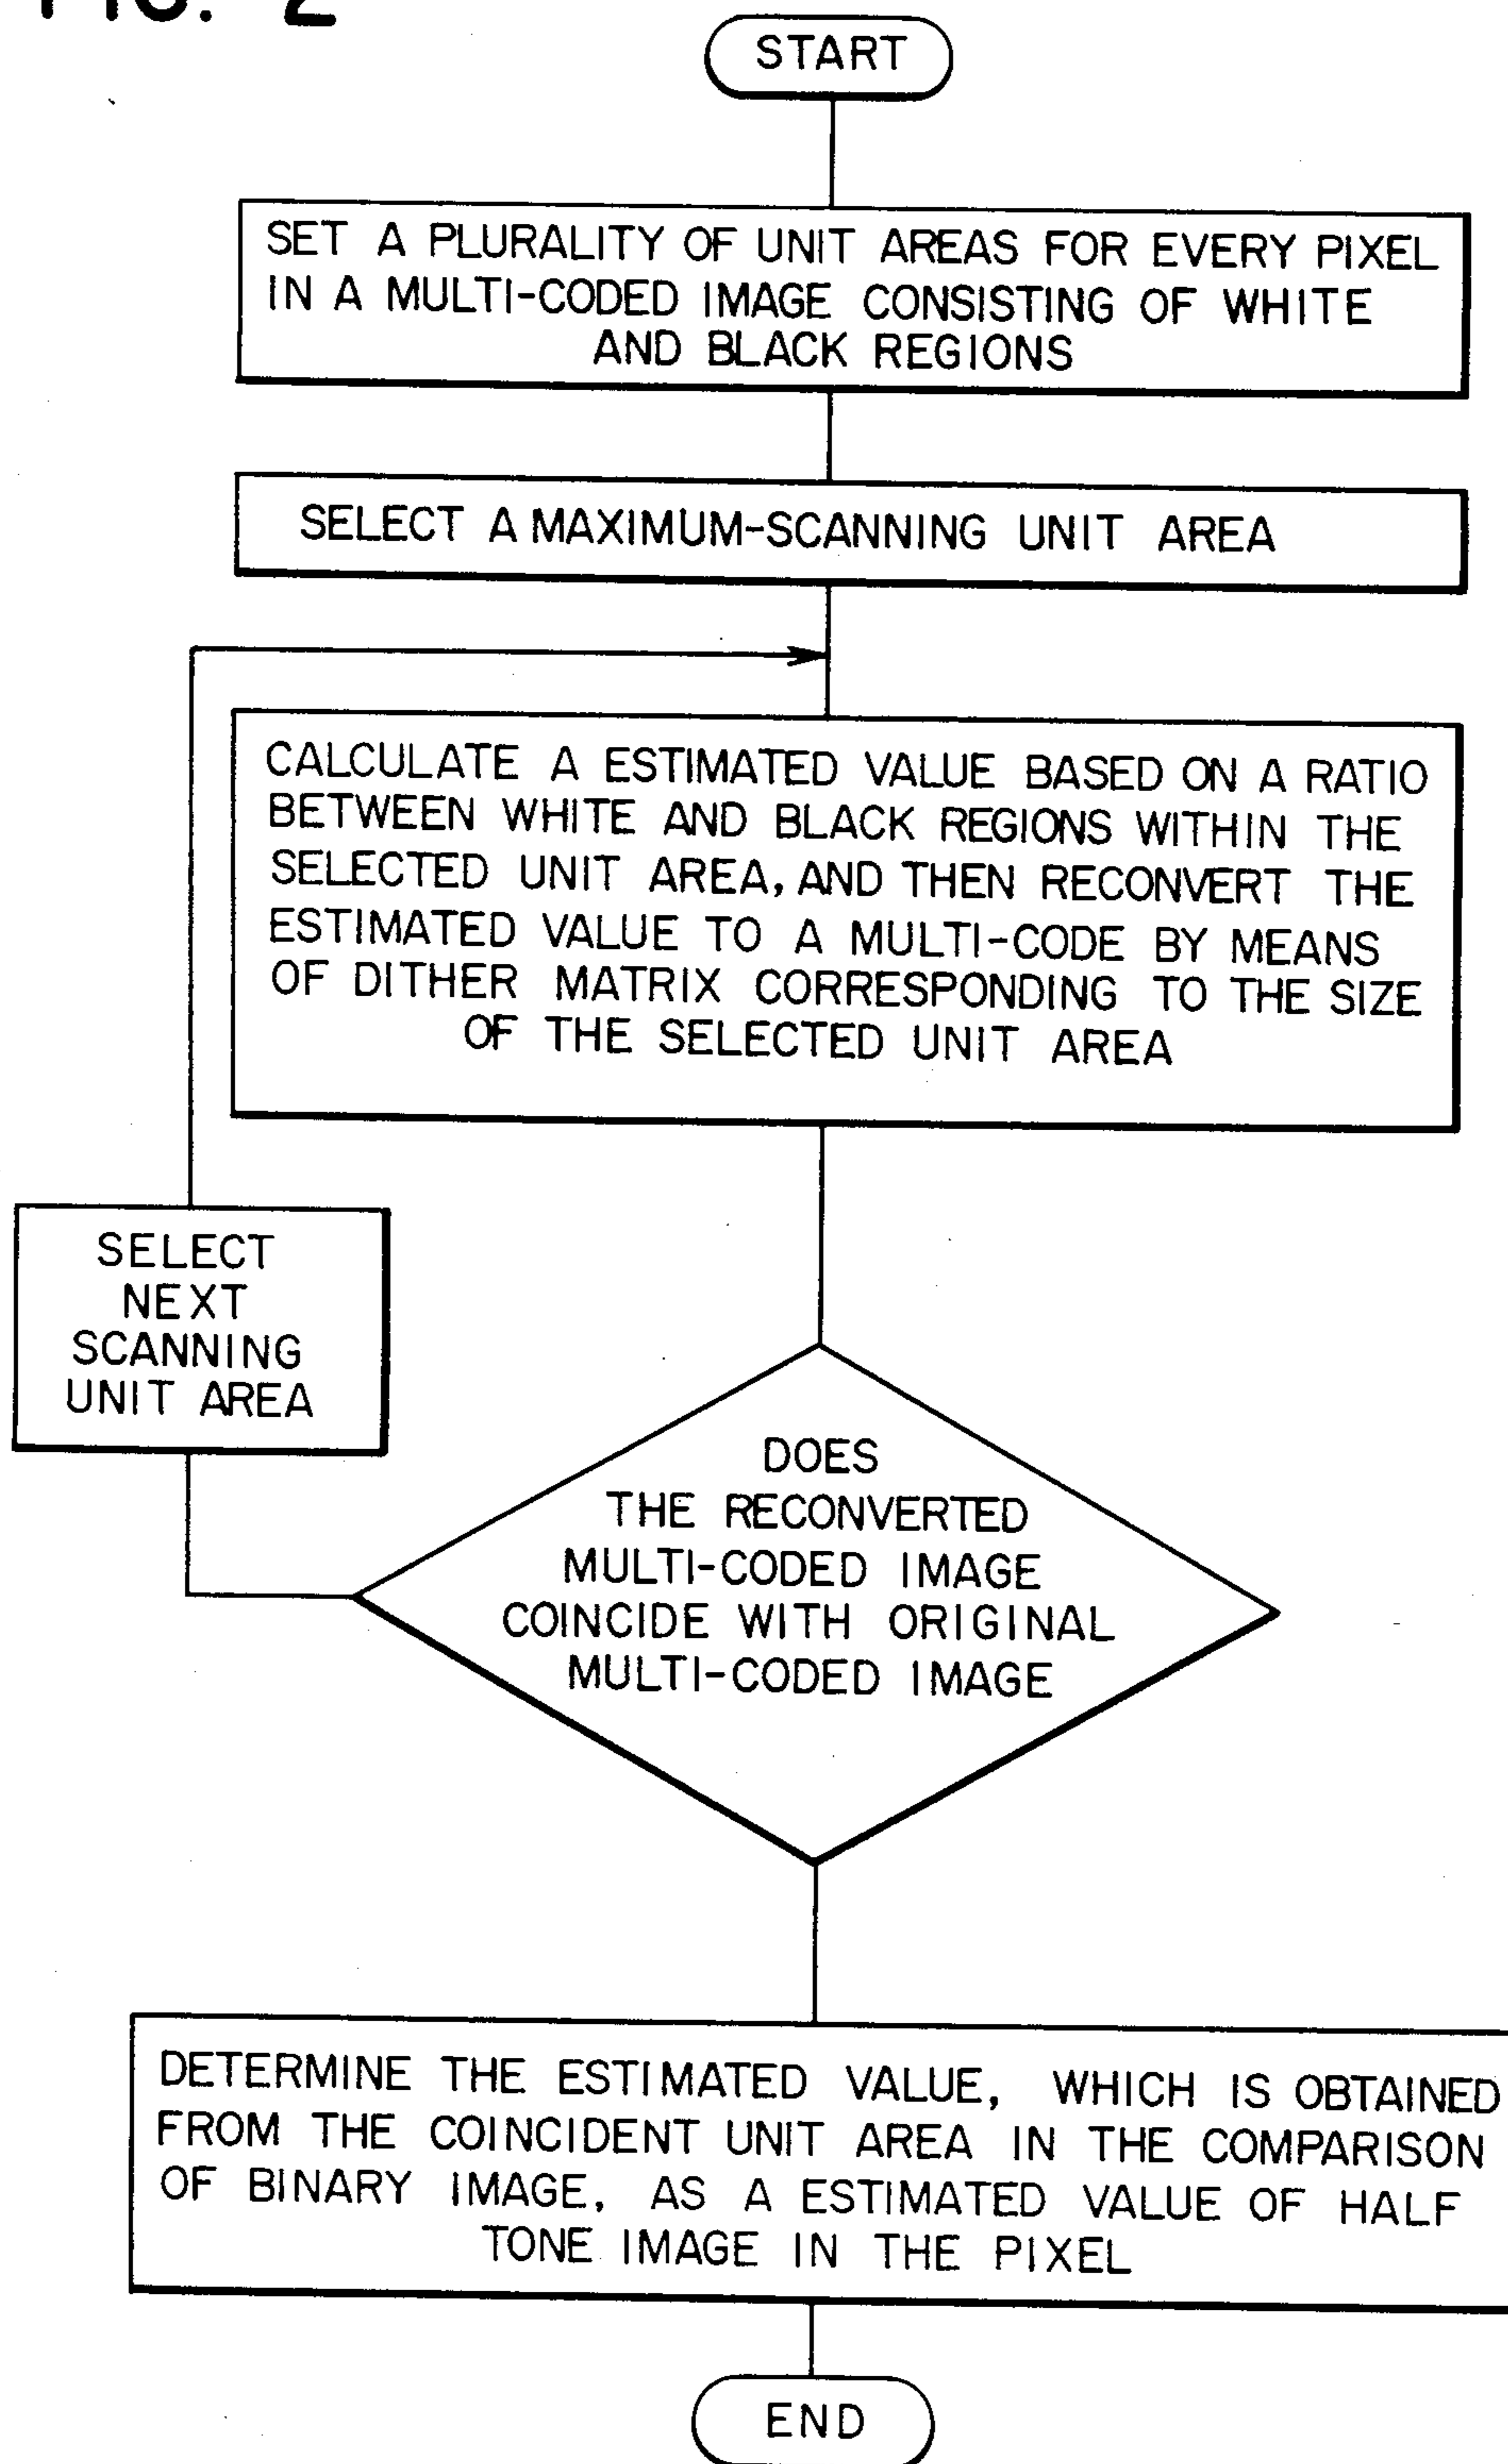 FIG. 2
START
SET A PLURALITY OF UNIT AREAS FOR EVERY PIXEL
IN A MULTI-CODED IMAGE CONSISTING OF WHITE
AND BLACK REGIONS
SELECT A MAXIMUM-SCANNING UNIT AREA
CALCULATE A ESTIMATED VALUE BASED ON A RATIO
BETWEEN WHITE AND BLACK REGIONS WITHIN THE
SELECTED UNIT AREA, AND THEN RECONVERT THE
ESTIMATED VALUE TO A MULTI-CODE BY MEANS
OF DITHER MATRIX CORRESPONDING TO THE SIZE
OF THE SELECTED UNIT AREA
SELECT
NEXT
SCANNING
UNIT AREA
DOES
THE RECONVERTED
MULTI-CODED IMAGE
COINCIDE WITH ORIGINAL
MULTI-CODED IMAGE
DETERMINE THE ESTIMATED VALUE, WHICH IS OBTAINED
FROM THE COINCIDENT UNIT AREA IN THE COMPARISON
OF BINARY IMAGE, AS A ESTIMATED VALUE OF HALF
TONE IMAGE IN THE PIXEL
END